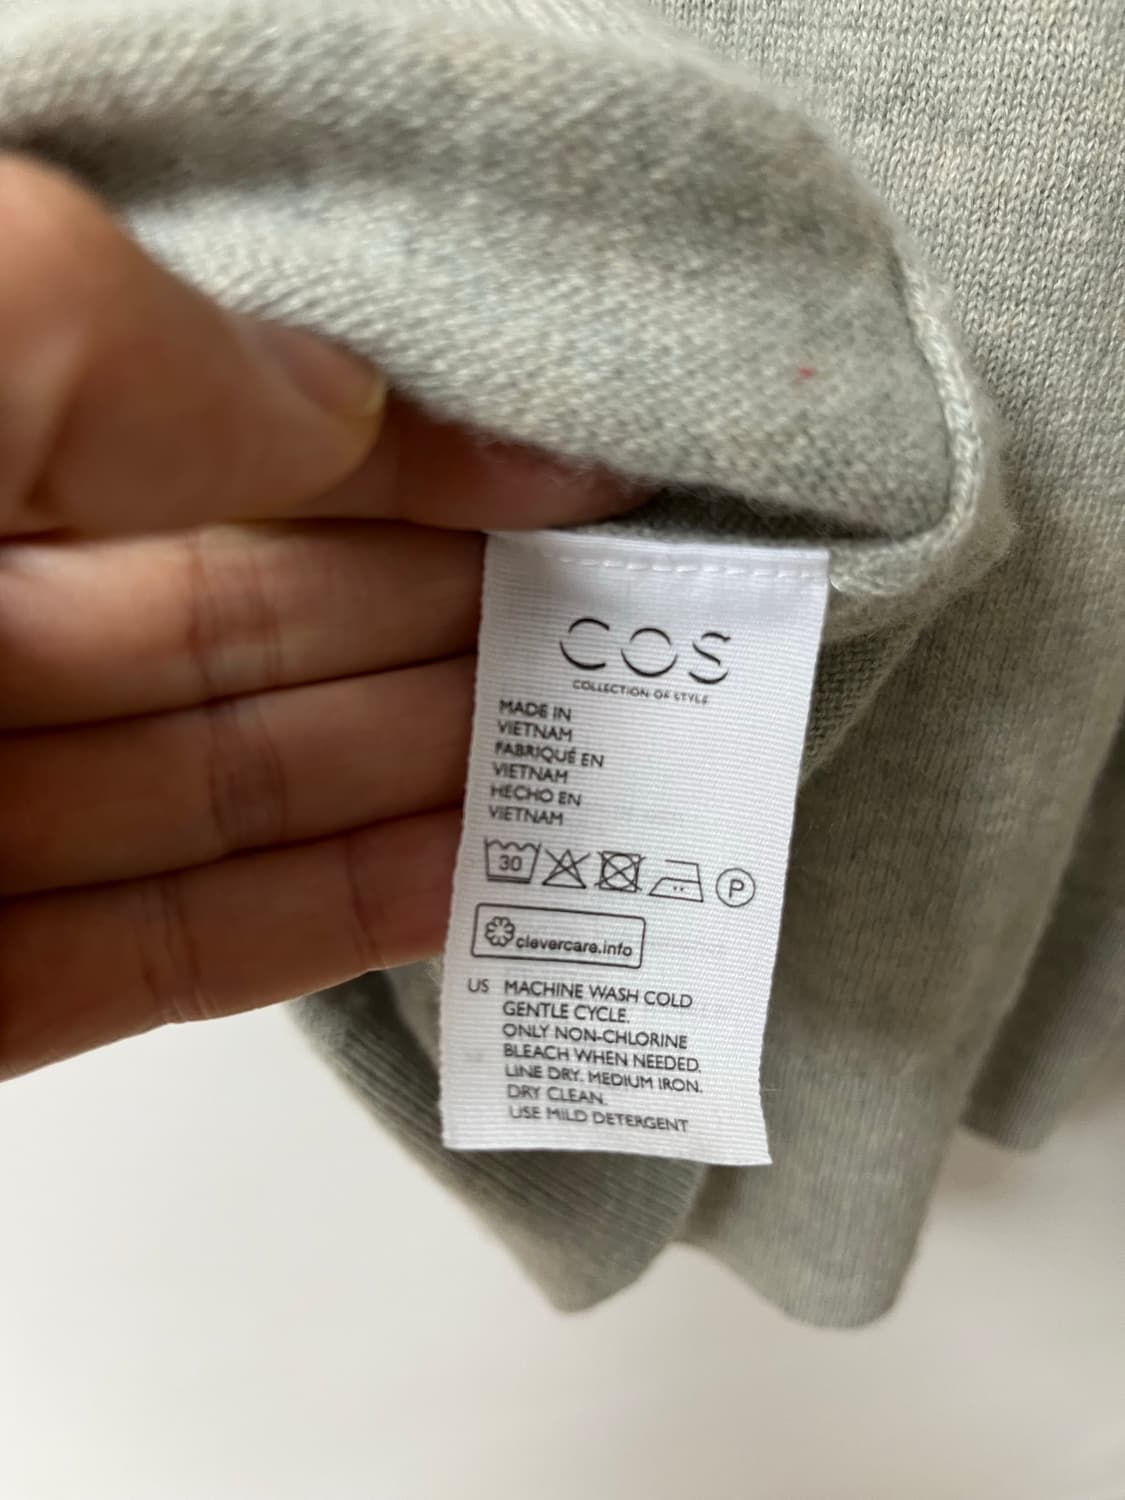 COS
COLLECTION OF STYLE
MADE IN
VIETNAM
FABRIQUÉ EN
VIETNAM
HECHO EN
VIETNAM
30 P
clevercare.info
US MACHINE WASH COLD
GENTLE CYCLE.
ONLY NON-CHLORINE
BLEACH WHEN NEEDED.
LINE DRY. MEDIUM IRON.
DRY CLEAN.
USE MILD DETERGENT